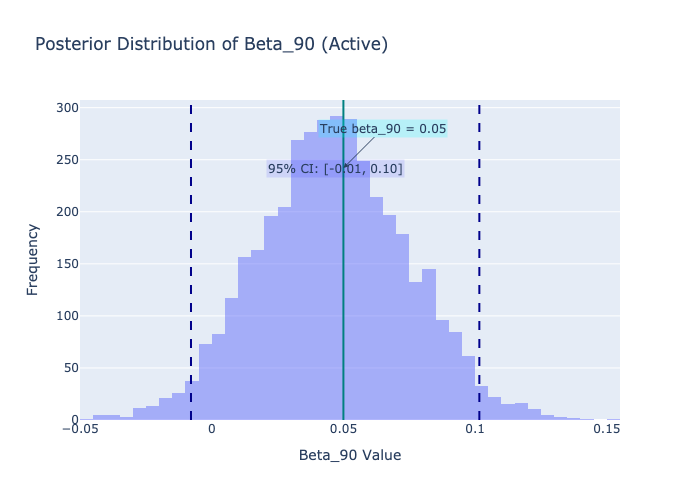 Posterior Distribution of Beta_90 (Active)
300
250
200
150
100
50
0
Frequency
True beta_90 = 0.05
95% CI: [-0.01, 0.10]
−0.05
0
0.05
0.1
0.15
Beta_90 Value